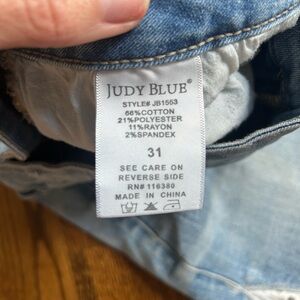 JUDY BLUE®
STYLE# JB1553
66%COTTON
21%POLYESTER
11%RAYON
2%SPANDEX
31
SEE CARE ON
REVERSE SIDE
RN# 116380
MADE IN CHINA